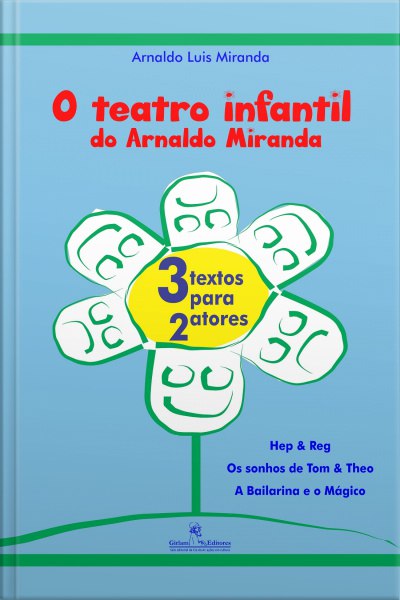 Arnaldo Luis Miranda
O teatro infantil
do Arnaldo Miranda
3 textos
para
2 atores
Hep & Reg
Os sonhos de Tom & Theo
A Bailarina e o Mágico
Giriam Editores